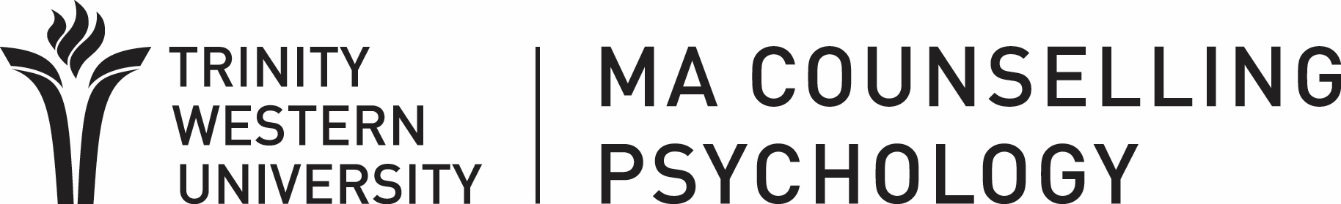 TRINITY
WESTERN
UNIVERSITY
MA COUNSELLING
PSYCHOLOGY